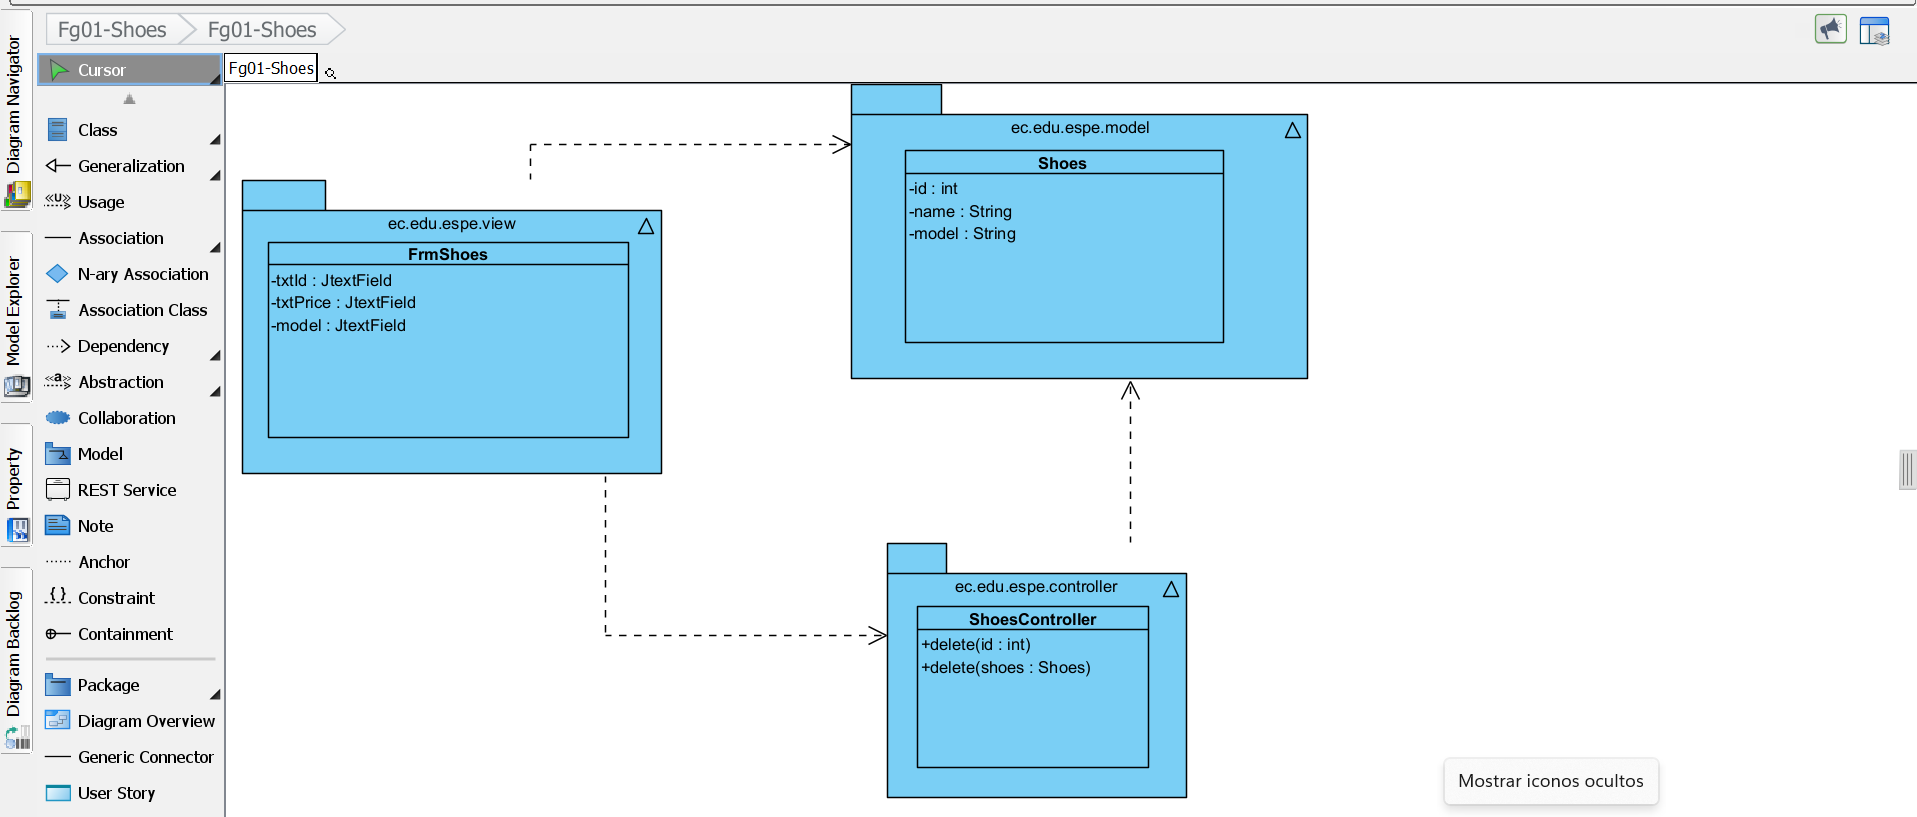 Fg01-Shoes
Fg01-Shoes
Diagram Navigator
Model Explorer
Property
Diagram Backlog
Cursor
Class
Generalization
«U»
Usage
Association
N-ary Association
Association Class
Dependency
«a»
Abstraction
Collaboration
Model
REST Service
Note
Anchor
{}
Constraint
Containment
Package
Diagram Overview
Generic Connector
User Story
Fg01-Shoes
ec.edu.espe.model
Shoes
-id : int
-name : String
-model : String
ec.edu.espe.view
FrmShoes
-txtId : JtextField
-txtPrice : JtextField
-model : JtextField
ec.edu.espe.controller
ShoesController
+delete(id : int)
+delete(shoes : Shoes)
Mostrar iconos ocultos